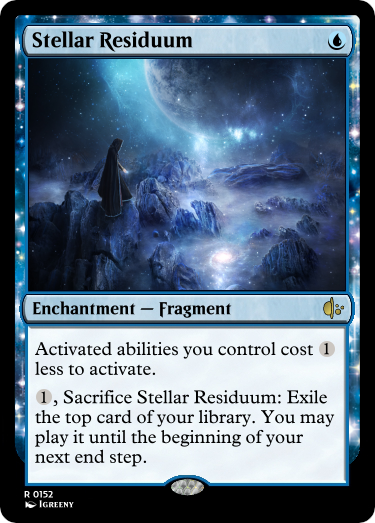 Stellar Residuum
Enchantment — Fragment
Activated abilities you control cost 1
less to activate.
1, Sacrifice Stellar Residuum: Exile
the top card of your library. You may
play it until the beginning of your
next end step.
R 0152
Igreeny